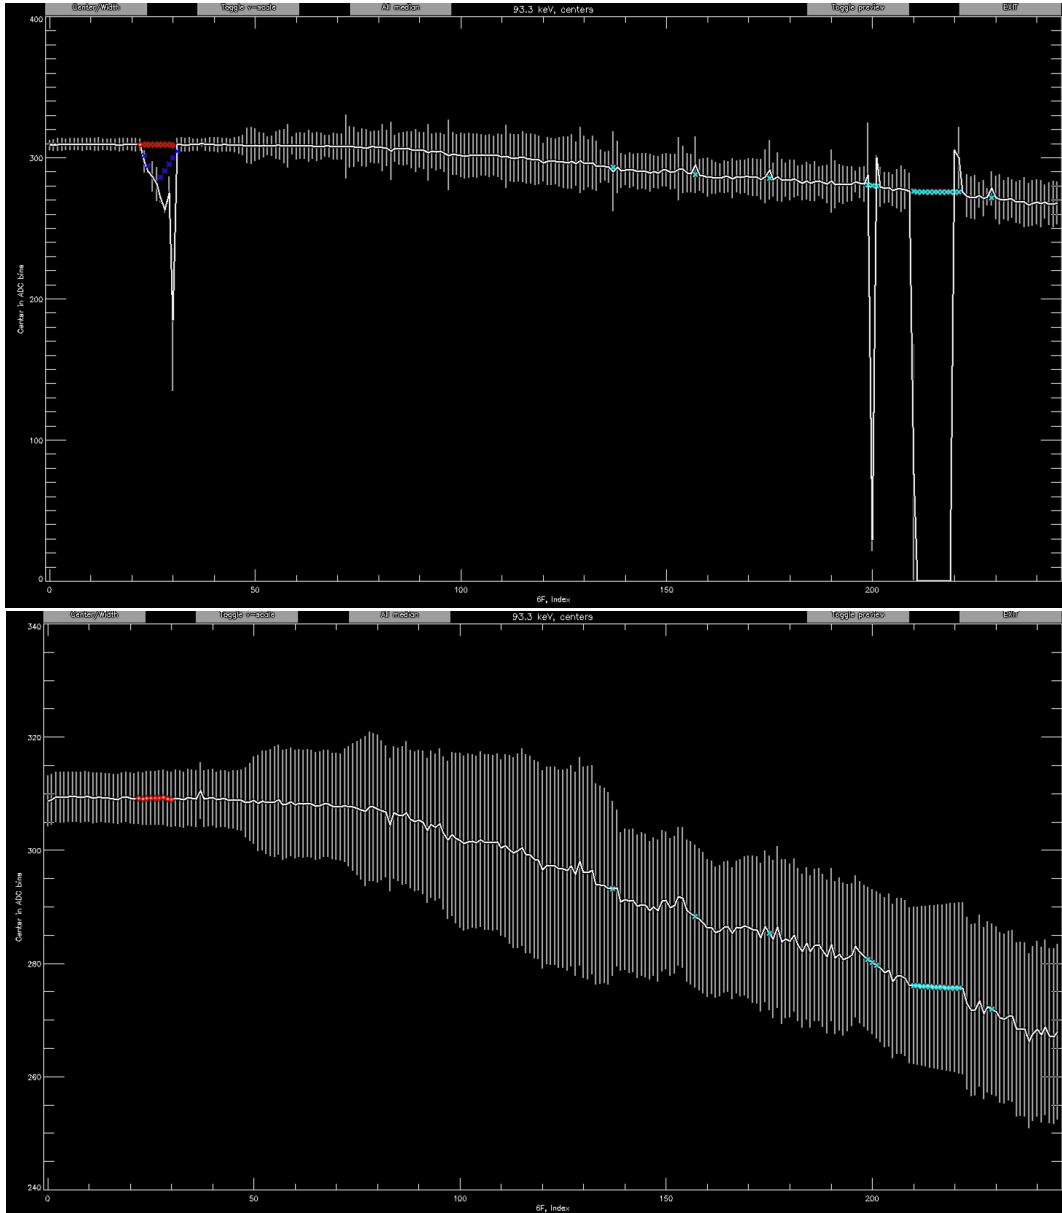 Center/Width Toggle y-scale All median 93.3 keV, centers Toggle preview EXIT
400
300
Center in ADC bins
200
100
0
0 50 100 150 200
6F, Index
Center/Width Toggle y-scale All median 93.3 keV, centers Toggle preview EXIT
340
320
300
Center in ADC bins
280
260
240
0 50 100 150 200
6F, Index